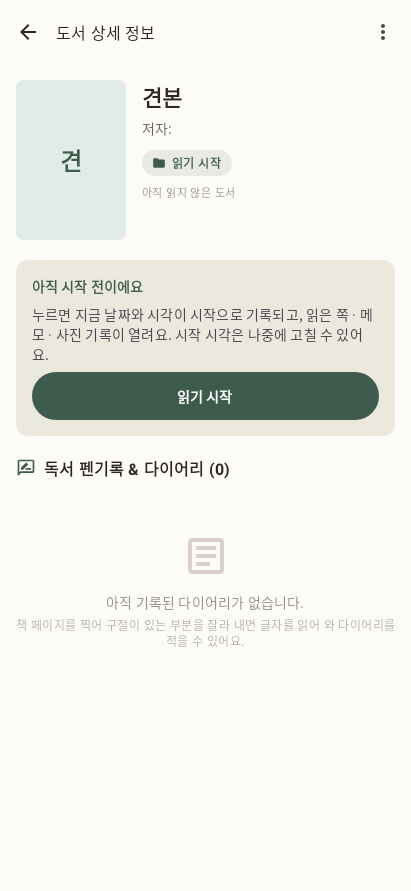 도서 상세 정보
견
견본
저자:
읽기 시작
아직 읽지 않은 도서
아직 시작 전이에요
누르면 지금 날짜와 시각이 시작으로 기록되고, 읽은 쪽 · 메
모 · 사진 기록이 열려요. 시작 시각은 나중에 고칠 수 있어
요.
읽기 시작
독서 펜기록 & 다이어리 (0)
아직 기록된 다이어리가 없습니다.
책 페이지를 찍어 구절이 있는 부분을 잘라 내면 글자를 읽어 와 다이어리를
적을 수 있어요.